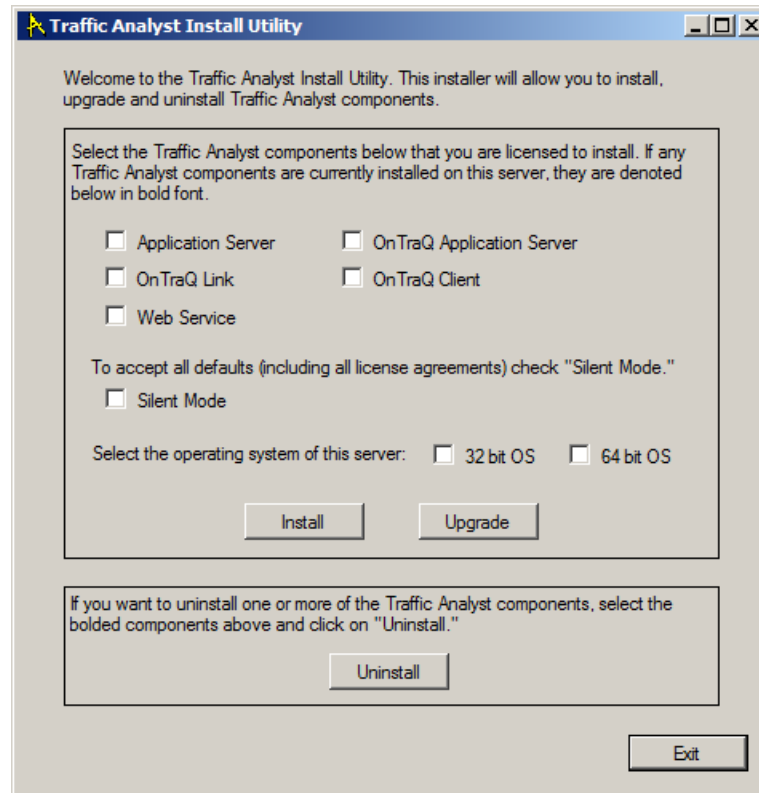 Traffic Analyst Install Utility
Welcome to the Traffic Analyst Install Utility. This installer will allow you to install,
upgrade and uninstall Traffic Analyst components.
Select the Traffic Analyst components below that you are licensed to install. If any
Traffic Analyst components are currently installed on this server, they are denoted
below in bold font.
Application Server OnTraQ Application Server
OnTraQ Link OnTraQ Client
Web Service
To accept all defaults (including all license agreements) check "Silent Mode."
Silent Mode
Select the operating system of this server: 32 bit OS 64 bit OS
Install Upgrade
If you want to uninstall one or more of the Traffic Analyst components, select the
bolded components above and click on "Uninstall."
Uninstall
Exit